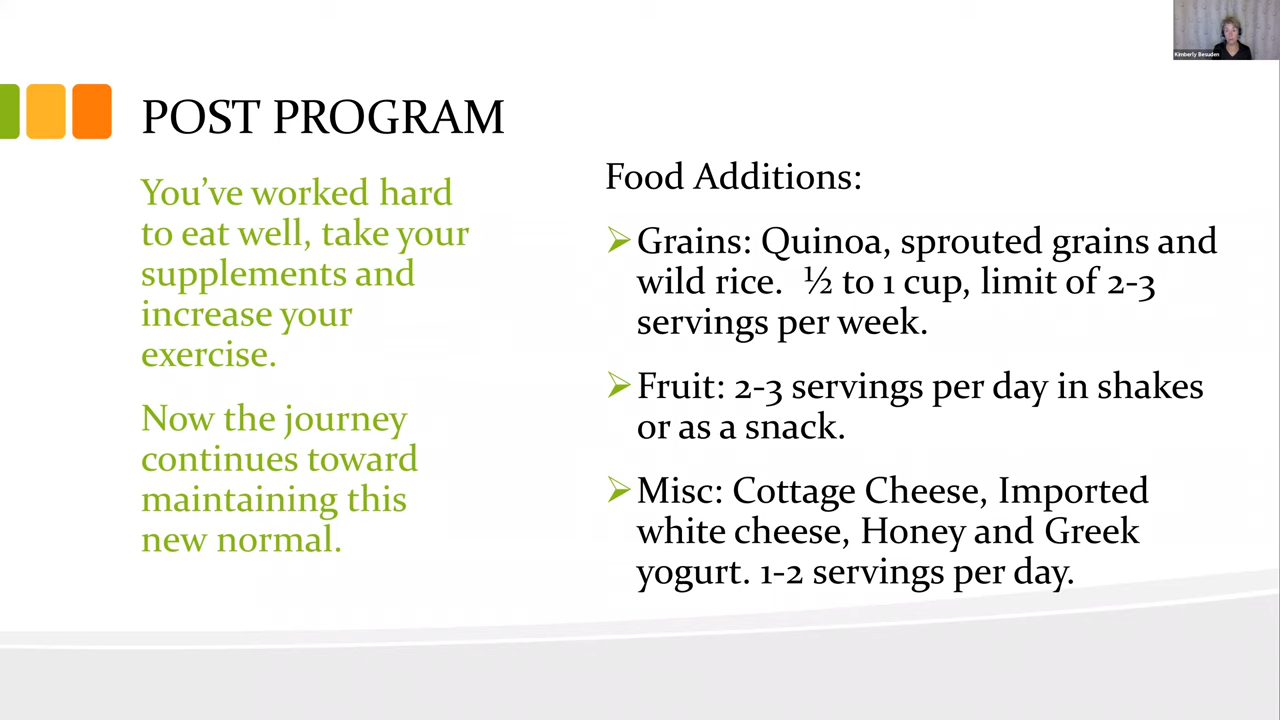 Kimberly Besuden
POST PROGRAM
You’ve worked hard
to eat well, take your
supplements and
increase your
exercise.
Now the journey
continues toward
maintaining this
new normal.
Food Additions:
Grains: Quinoa, sprouted grains and
wild rice.  ½ to 1 cup, limit of 2-3
servings per week.
Fruit: 2-3 servings per day in shakes
or as a snack.
Misc: Cottage Cheese, Imported
white cheese, Honey and Greek
yogurt. 1-2 servings per day.